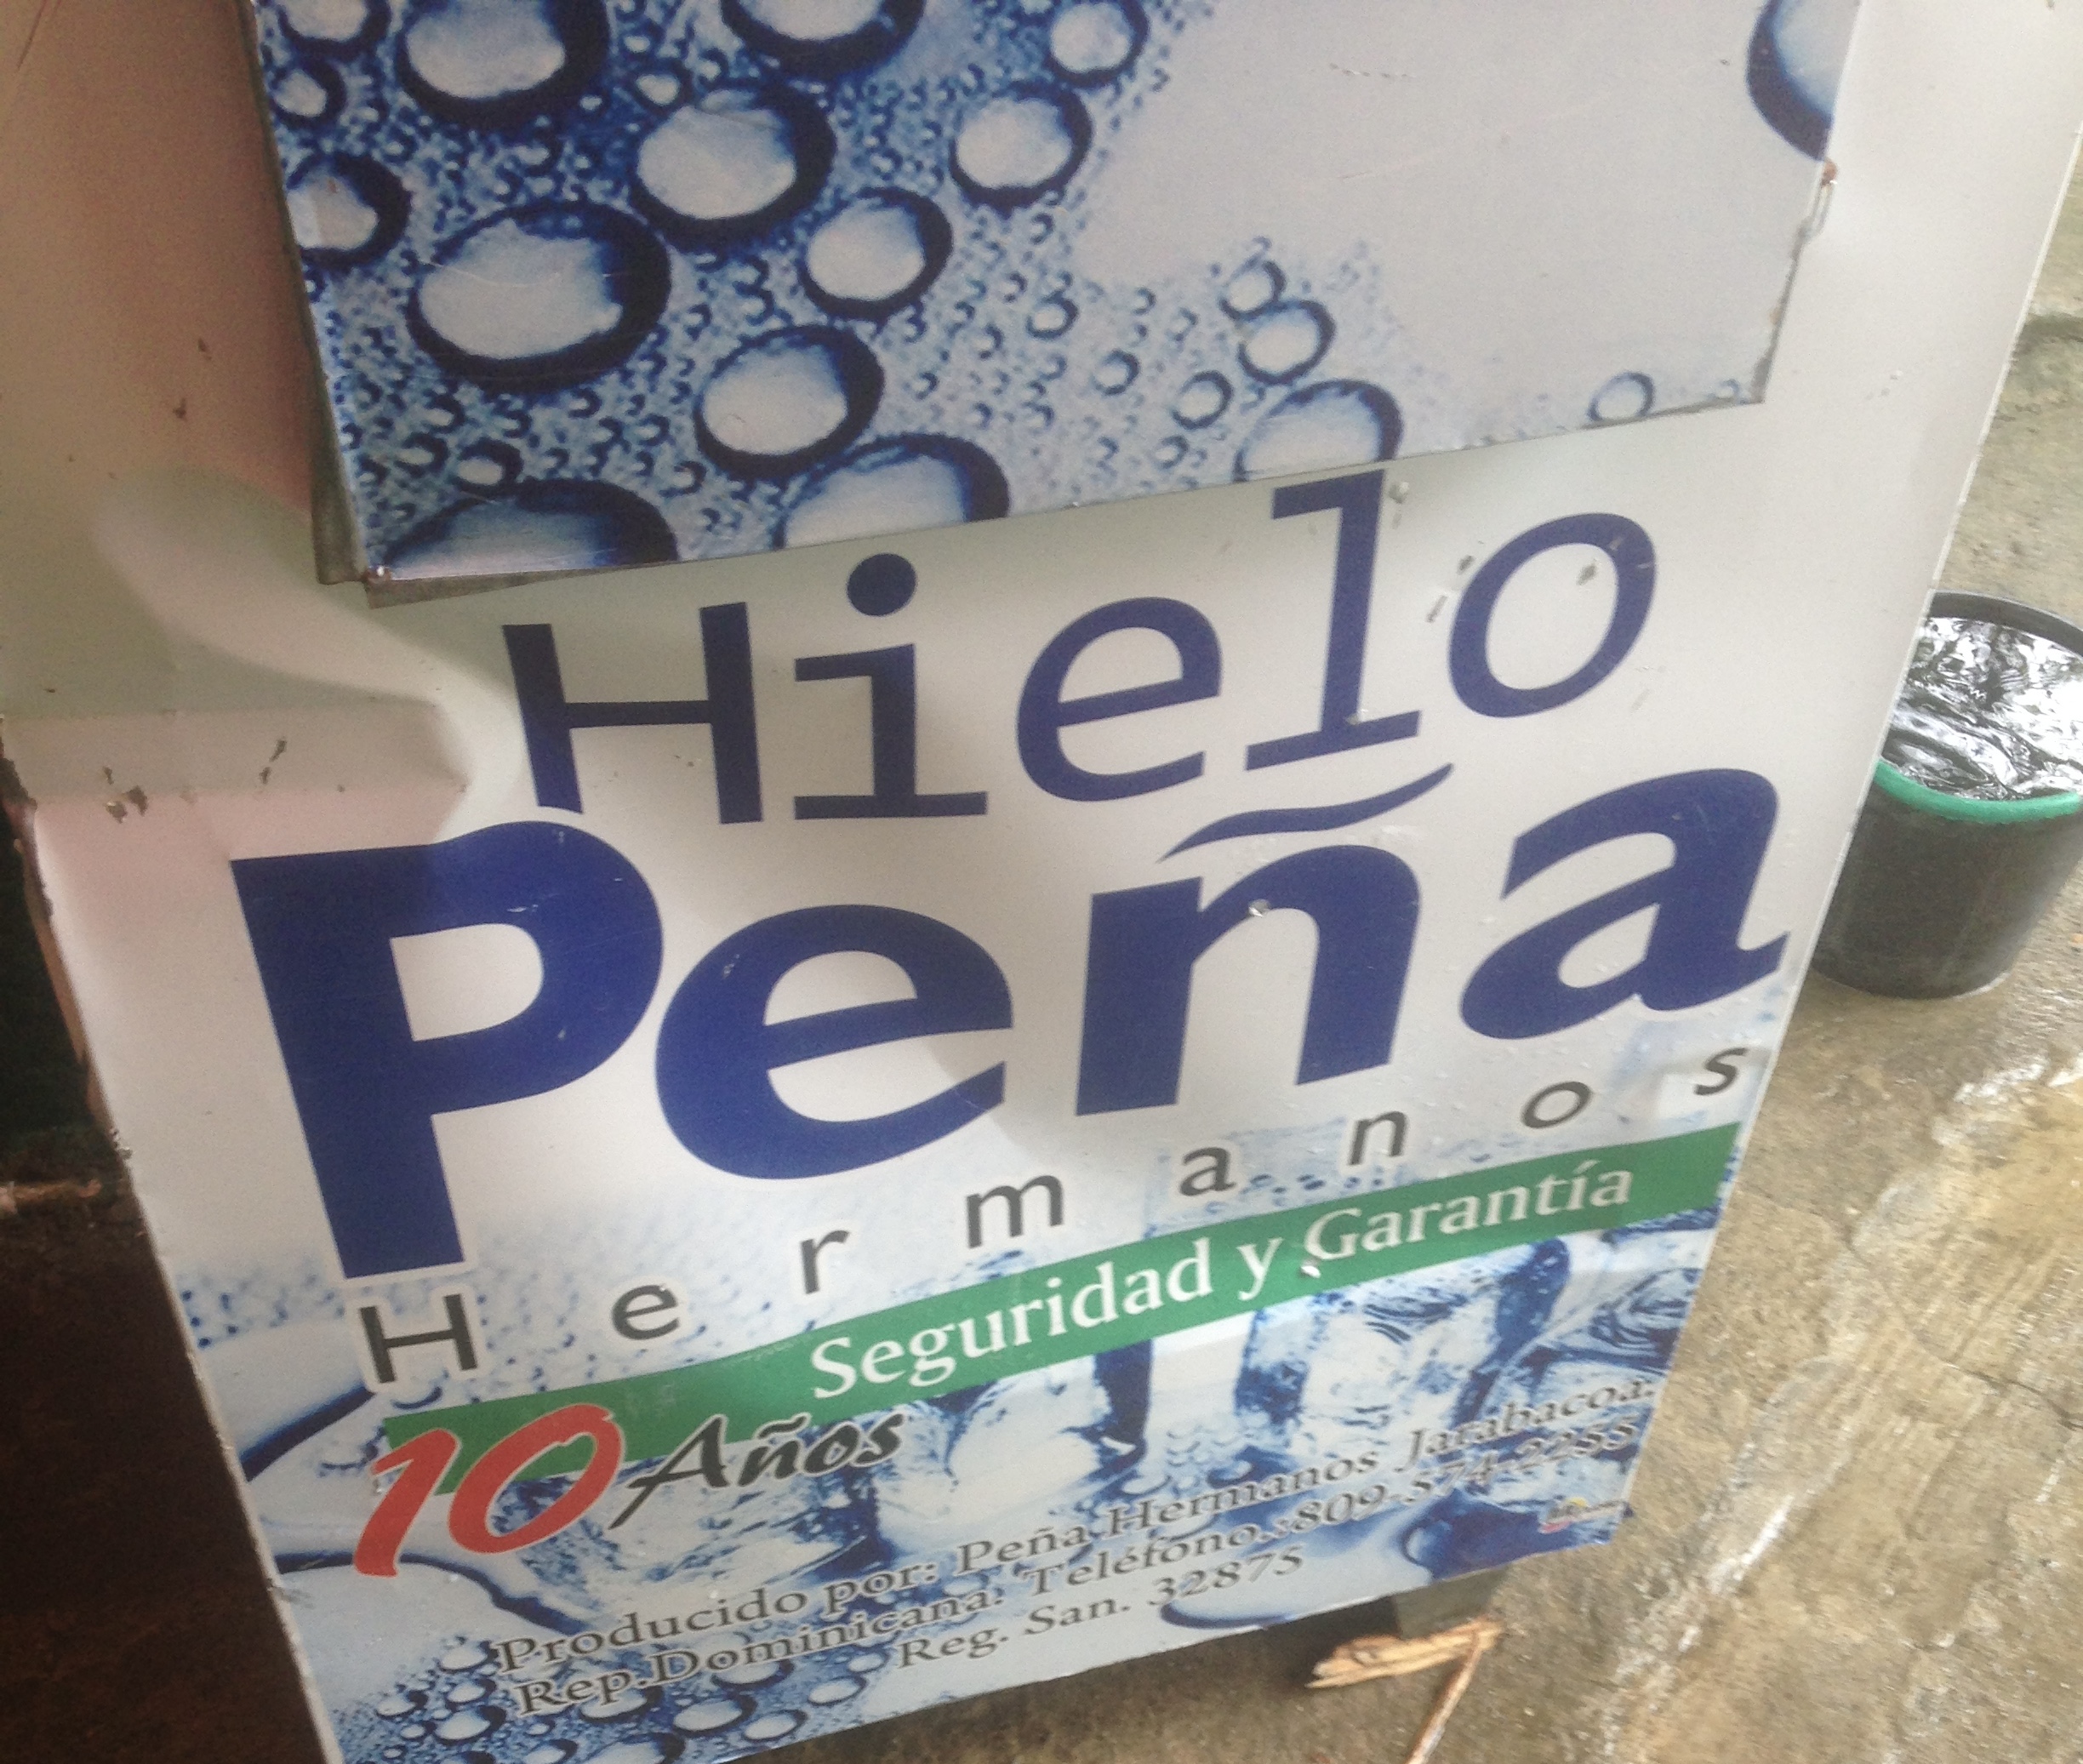 Hielo
Peña
Hermanos
Seguridad y Garantía
10 Años
Producido por: Peña Hermanos Jarabacoa.
Rep.Dominicana. Teléfono.:809-574-2285
Reg. San. 32875